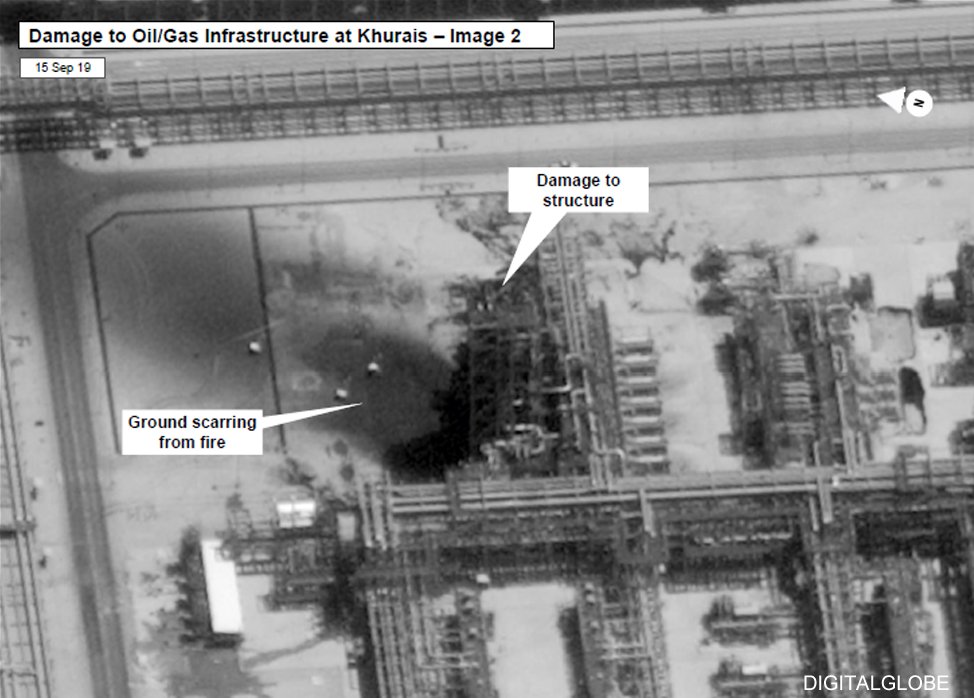 Damage to Oil/Gas Infrastructure at Khurais – Image 2
15 Sep 19
N
Damage to
structure
Ground scarring
from fire
DIGITALGLOBE